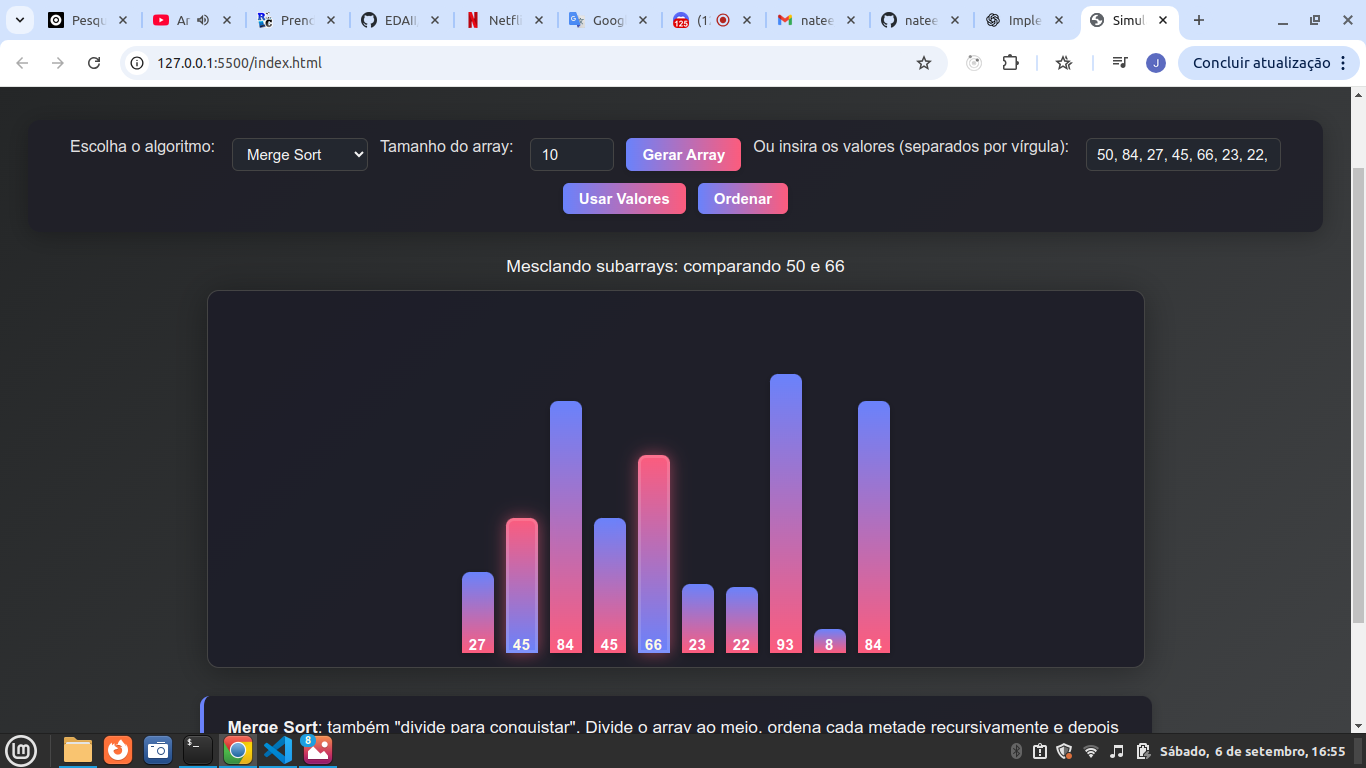 Pesqu
Ar
Prenc
EDAII
Netfli
Goog
125
(1
natee
natee
Imple
Simul
127.0.0.1:5500/index.html
J
Concluir atualização
Escolha o algoritmo:
Merge Sort
Tamanho do array:
10
Gerar Array
Ou insira os valores (separados por vírgula):
50, 84, 27, 45, 66, 23, 22,
Usar Valores
Ordenar
Mesclando subarrays: comparando 50 e 66
27 45 84 45 66 23 22 93 8 84
Merge Sort: também "divide para conquistar". Divide o array ao meio, ordena cada metade recursivamente e depois
8
Sábado, 6 de setembro, 16:55